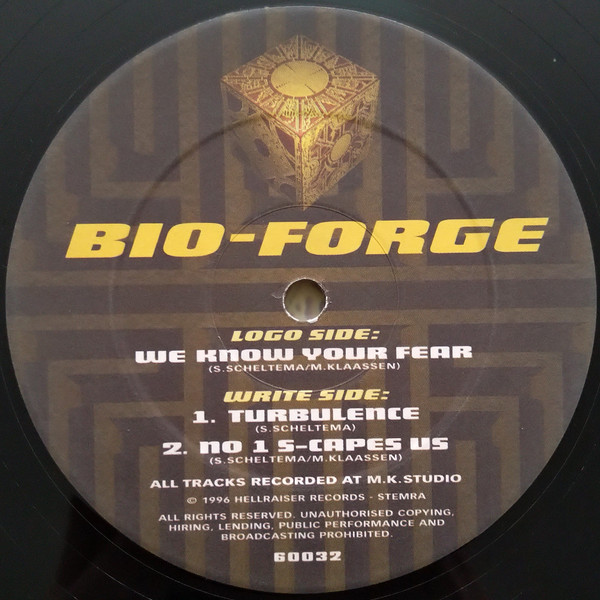 BIO-FORGE
LOGO SIDE:
WE KNOW YOUR FEAR
(S.SCHELTEMA/M.KLAASSEN)
WRITE SIDE:
1. TURBULENCE
(S.SCHELTEMA)
2. NO 1 S-CAPES US
(S.SCHELTEMA/M.KLAASSEN)
ALL TRACKS RECORDED AT M.K.STUDIO
© 1996 HELLRAISER RECORDS - STEMRA
ALL RIGHTS RESERVED. UNAUTHORISED COPYING,
HIRING, LENDING, PUBLIC PERFORMANCE AND
BROADCASTING PROHIBITED.
60032